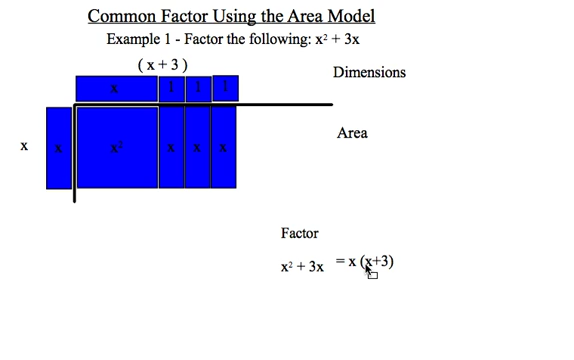 Common Factor Using the Area Model
Example 1 - Factor the following: x² + 3x
( x + 3 )
Dimensions
x 1 1 1
Area
x x x² x x x
Factor
x² + 3x = x (x+3)